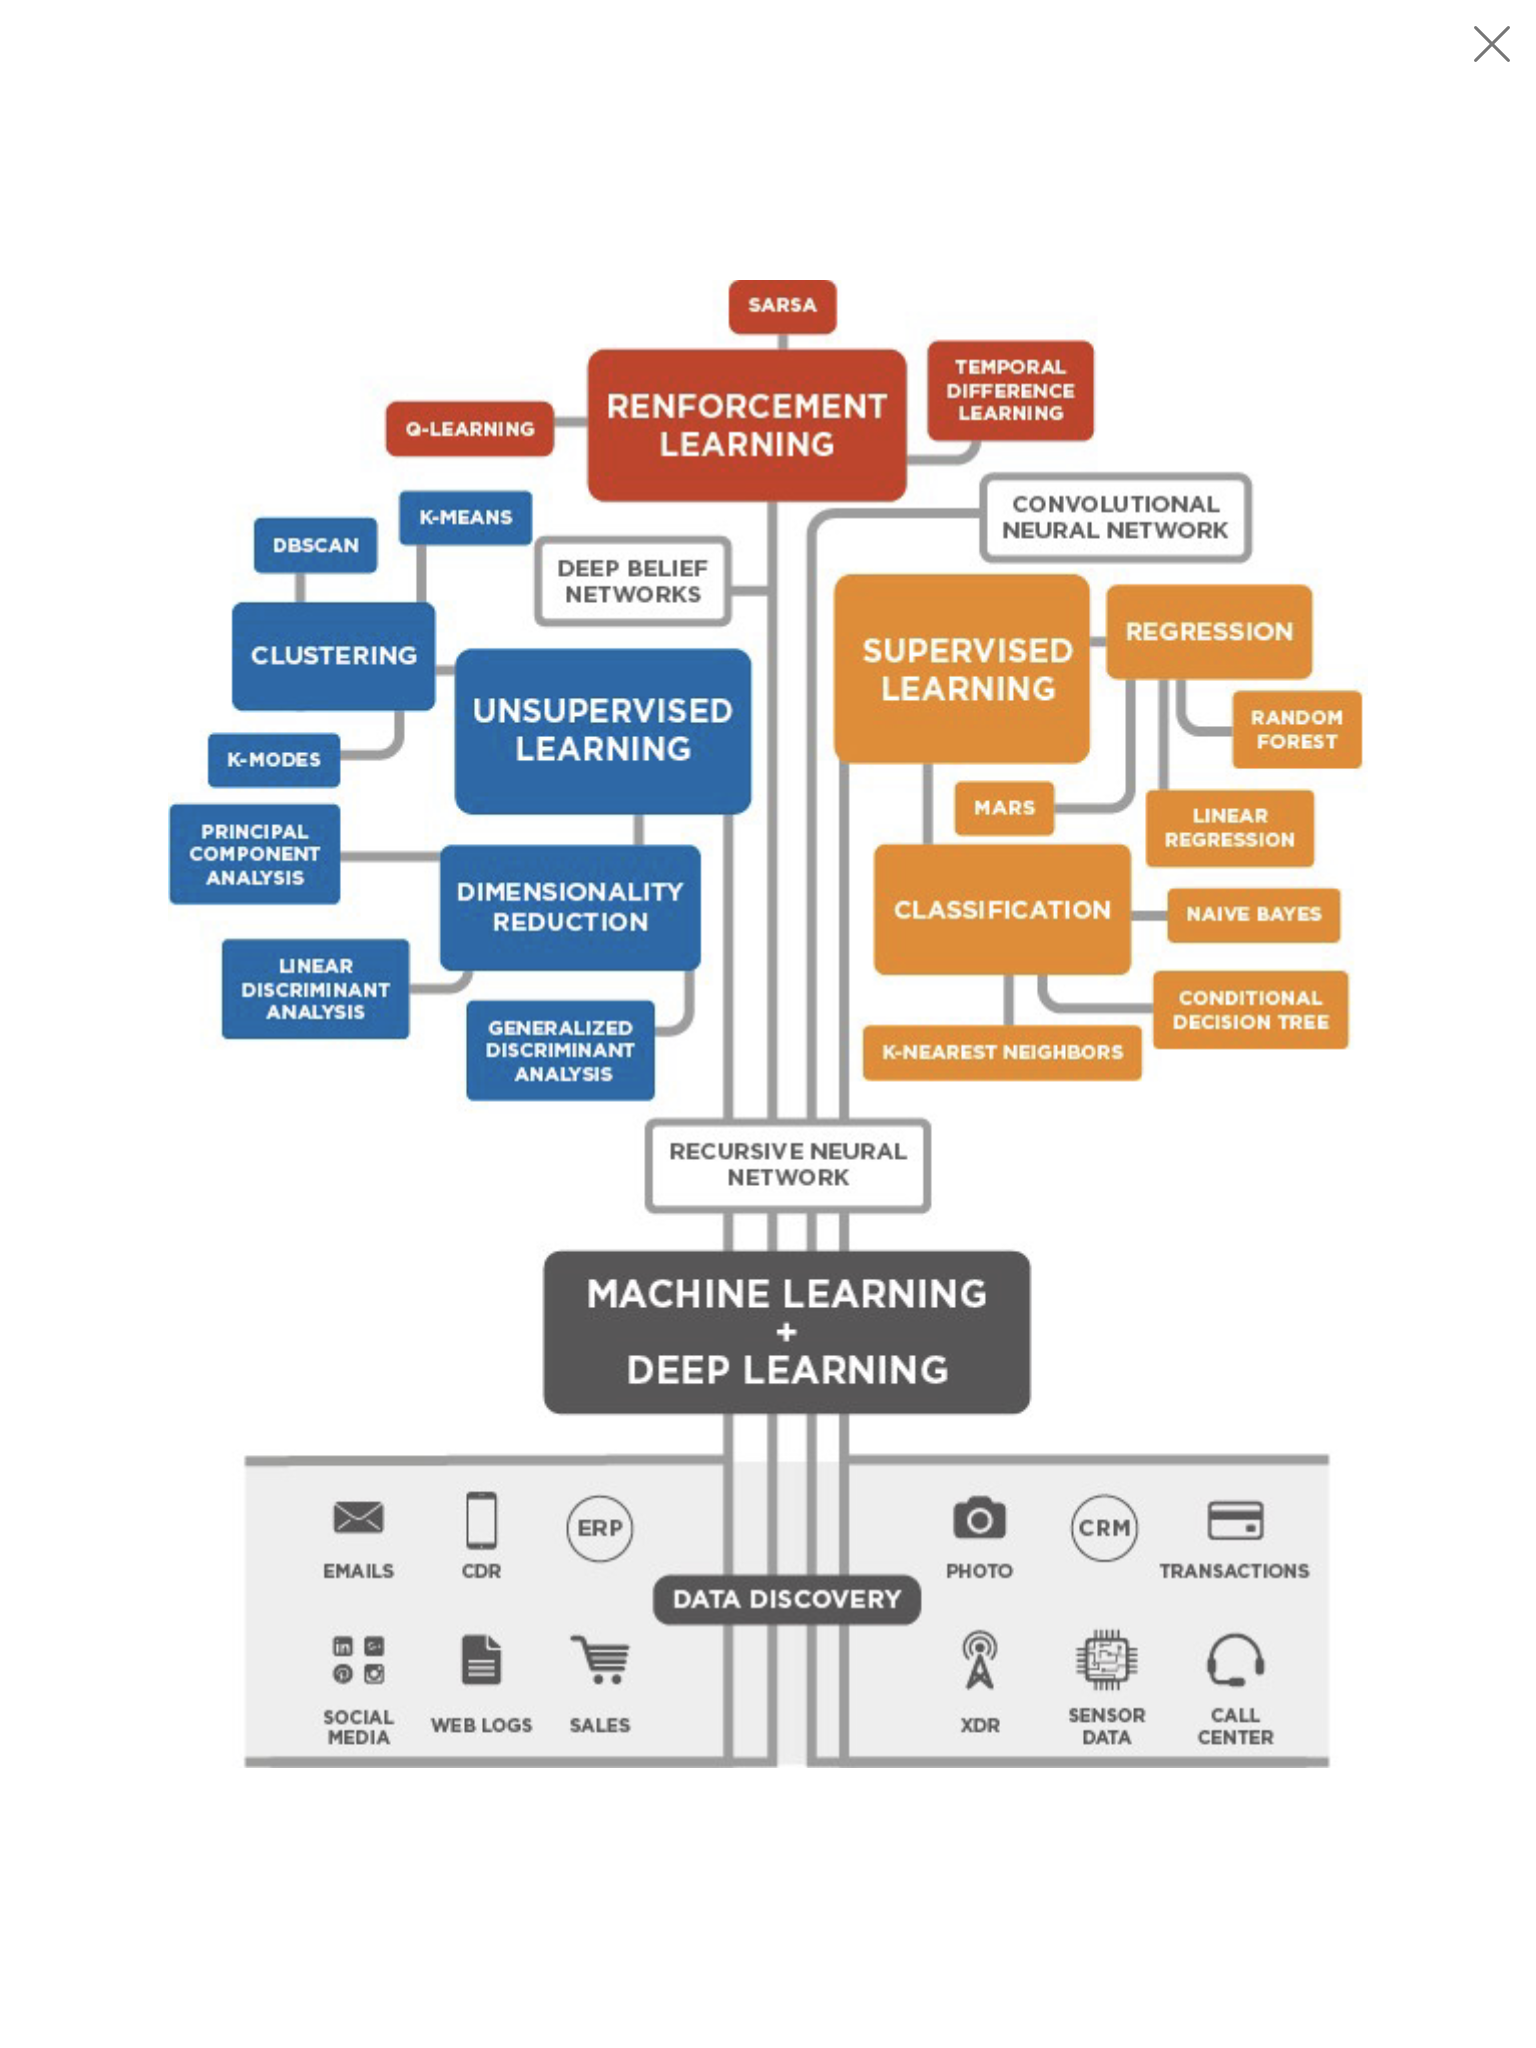 SARSA
RENFORCEMENT
LEARNING
TEMPORAL
DIFFERENCE
LEARNING
Q-LEARNING
CONVOLUTIONAL
NEURAL NETWORK
K-MEANS
DBSCAN
DEEP BELIEF
NETWORKS
CLUSTERING
UNSUPERVISED
LEARNING
K-MODES
SUPERVISED
LEARNING
REGRESSION
RANDOM
FOREST
MARS
LINEAR
REGRESSION
PRINCIPAL
COMPONENT
ANALYSIS
DIMENSIONALITY
REDUCTION
CLASSIFICATION
NAIVE BAYES
LINEAR
DISCRIMINANT
ANALYSIS
GENERALIZED
DISCRIMINANT
ANALYSIS
CONDITIONAL
DECISION TREE
K-NEAREST NEIGHBORS
RECURSIVE NEURAL
NETWORK
MACHINE LEARNING
+
DEEP LEARNING
ERP
CRM
EMAILS
CDR
PHOTO
TRANSACTIONS
DATA DISCOVERY
in
SOCIAL
MEDIA
WEB LOGS
SALES
XDR
SENSOR
DATA
CALL
CENTER